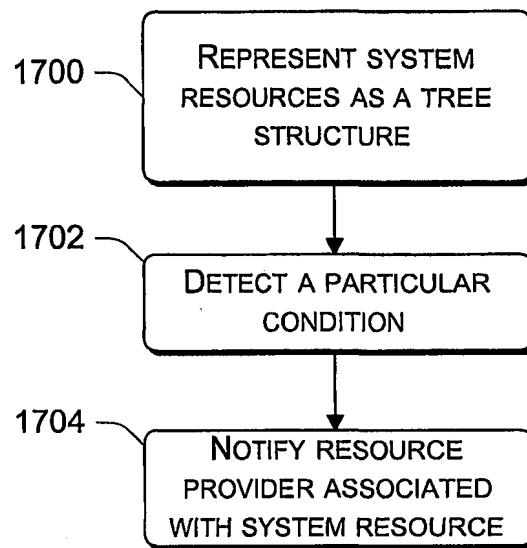 1700
REPRESENT SYSTEM
RESOURCES AS A TREE
STRUCTURE
1702
DETECT A PARTICULAR
CONDITION
1704
NOTIFY RESOURCE
PROVIDER ASSOCIATED
WITH SYSTEM RESOURCE